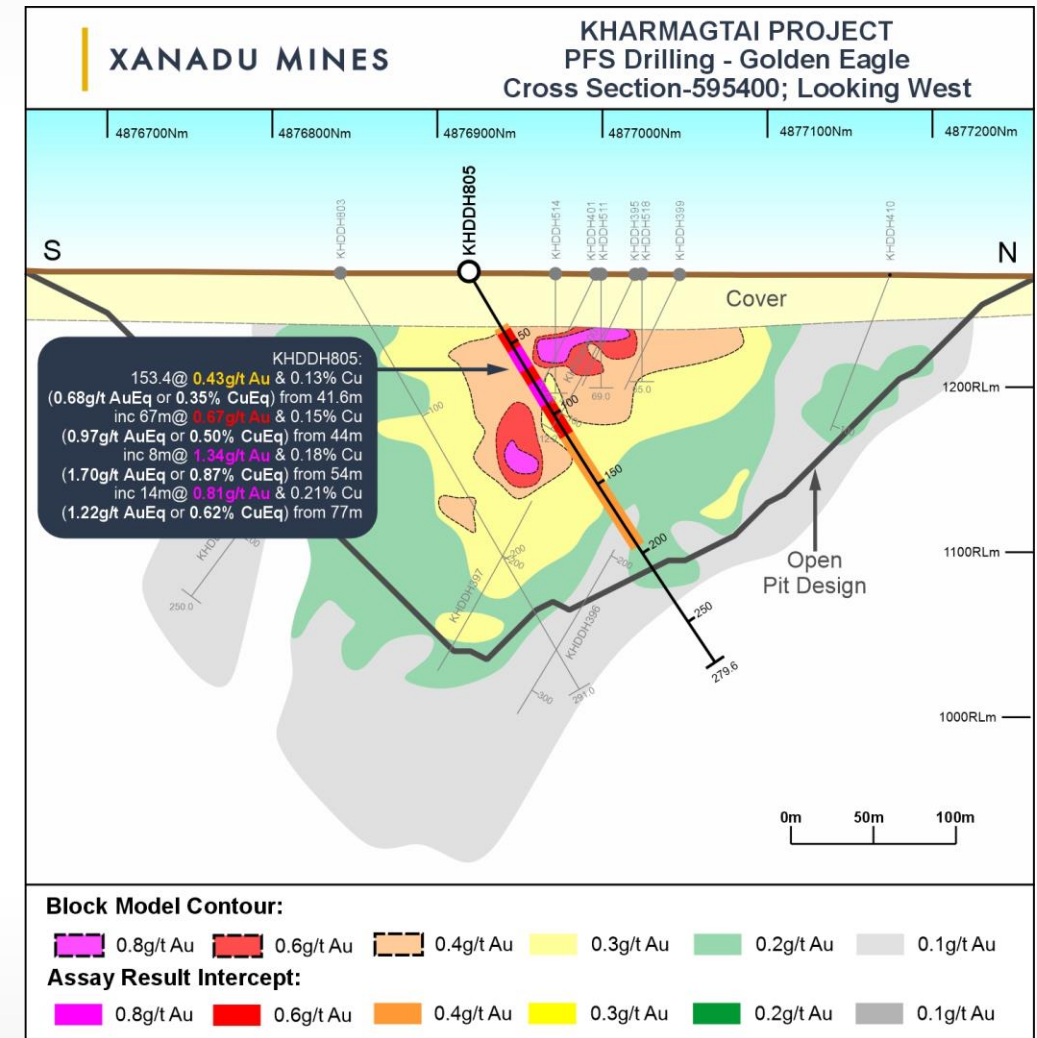 XANADU MINES
KHARMAGTAI PROJECT
PFS Drilling - Golden Eagle
Cross Section-595400; Looking West
4876700Nm
4876800Nm
4876900Nm
4877000Nm
4877100Nm
4877200Nm
KHDDH803
KHDDH805
KHDDH514
KHDDH401
KHDDH511
KHDDH395
KHDDH518
KHDDH399
KHDDH410
S
N
Cover
KHDDH805:
153.4@ 0.43g/t Au & 0.13% Cu
(0.68g/t AuEq or 0.35% CuEq) from 41.6m
inc 67m@ 0.67g/t Au & 0.15% Cu
(0.97g/t AuEq or 0.50% CuEq) from 44m
inc 8m@ 1.34g/t Au & 0.18% Cu
(1.70g/t AuEq or 0.87% CuEq) from 54m
inc 14m@ 0.81g/t Au & 0.21% Cu
(1.22g/t AuEq or 0.62% CuEq) from 77m
50
100
150
200
250
279.6
100
69.0
200
200
200
300
291.0
250.0
KHDDH397
KHDDH396
1200RLm
1100RLm
1000RLm
Open
Pit Design
0m
50m
100m
Block Model Contour:
0.8g/t Au
0.6g/t Au
0.4g/t Au
0.3g/t Au
0.2g/t Au
0.1g/t Au
Assay Result Intercept:
0.8g/t Au
0.6g/t Au
0.4g/t Au
0.3g/t Au
0.2g/t Au
0.1g/t Au